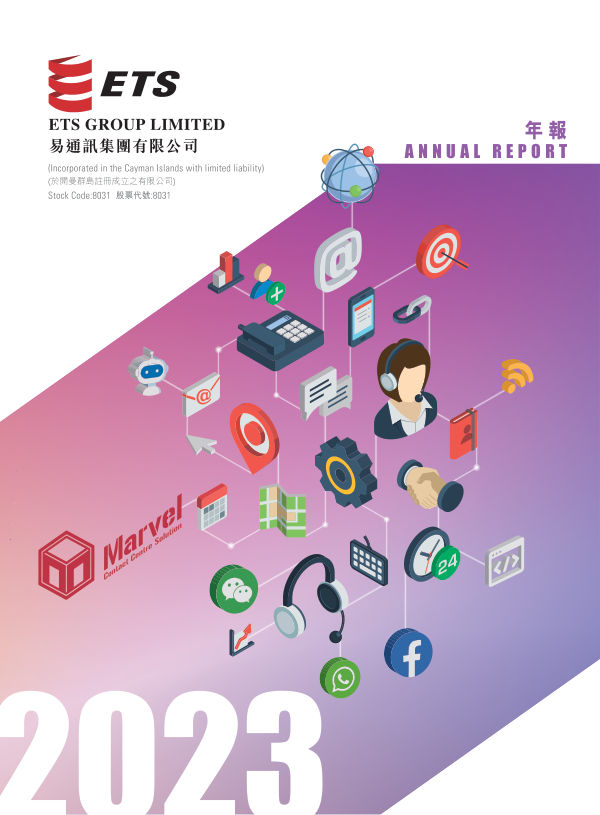 ETS
ETS GROUP LIMITED
易通訊集團有限公司
(Incorporated in the Cayman Islands with limited liability)
(於開曼群島註冊成立之有限公司)
Stock Code:8031 股票代號:8031
年報
ANNUAL REPORT
@
@
Marvel
Contact Centre Solution
24
</>
f
2023